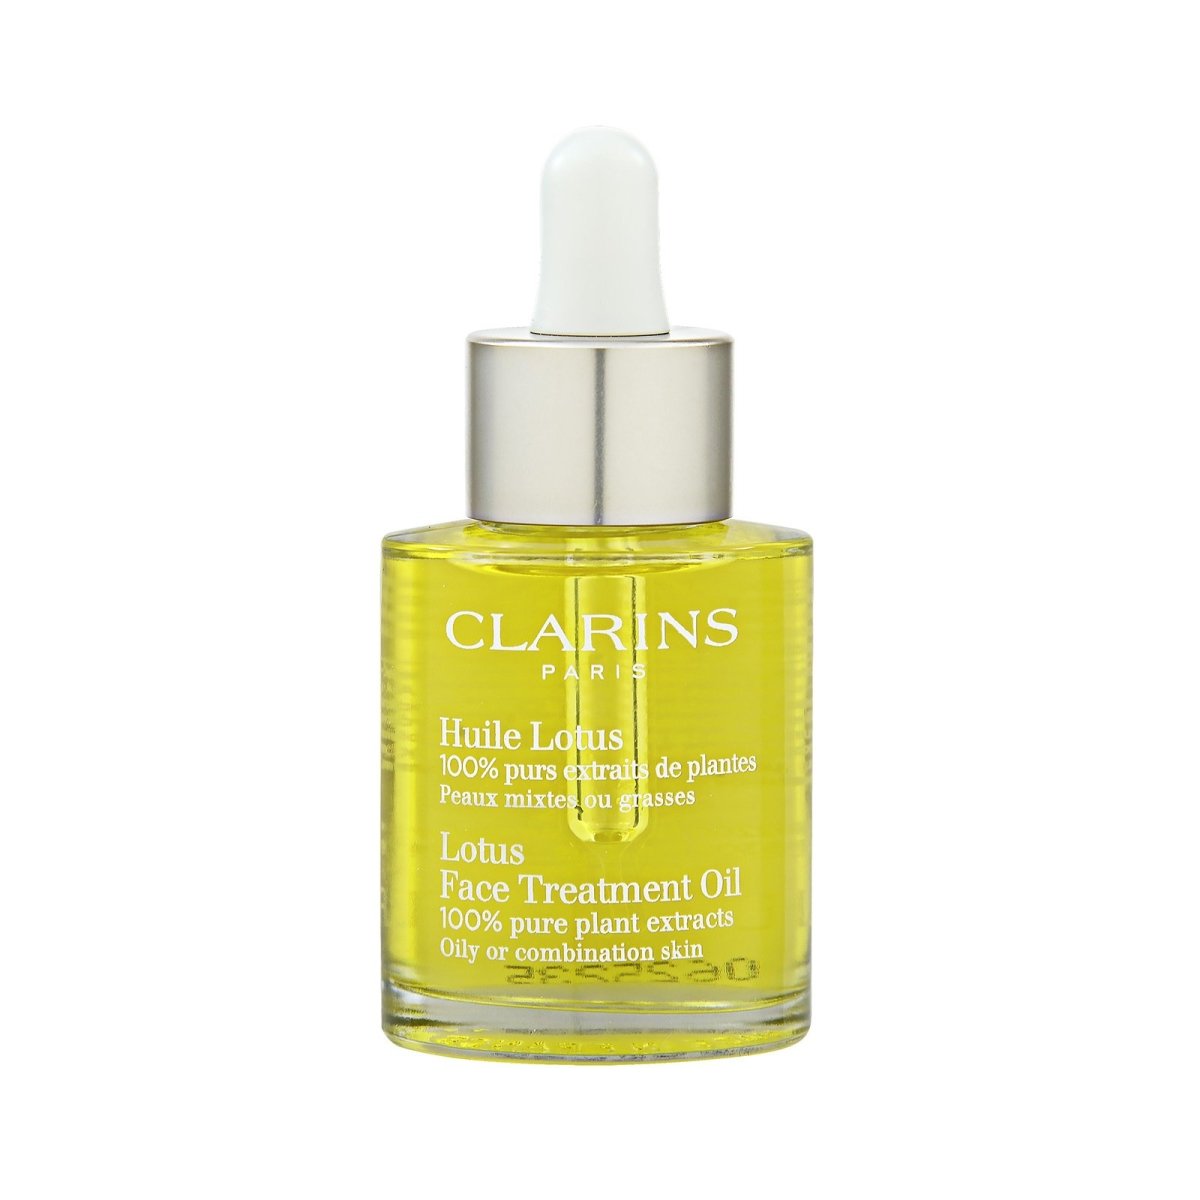 CLARINS
PARIS
Huile Lotus
100% purs extraits de plantes
Peaux mixtes ou grasses
Lotus
Face Treatment Oil
100% pure plant extracts
Oily or combination skin